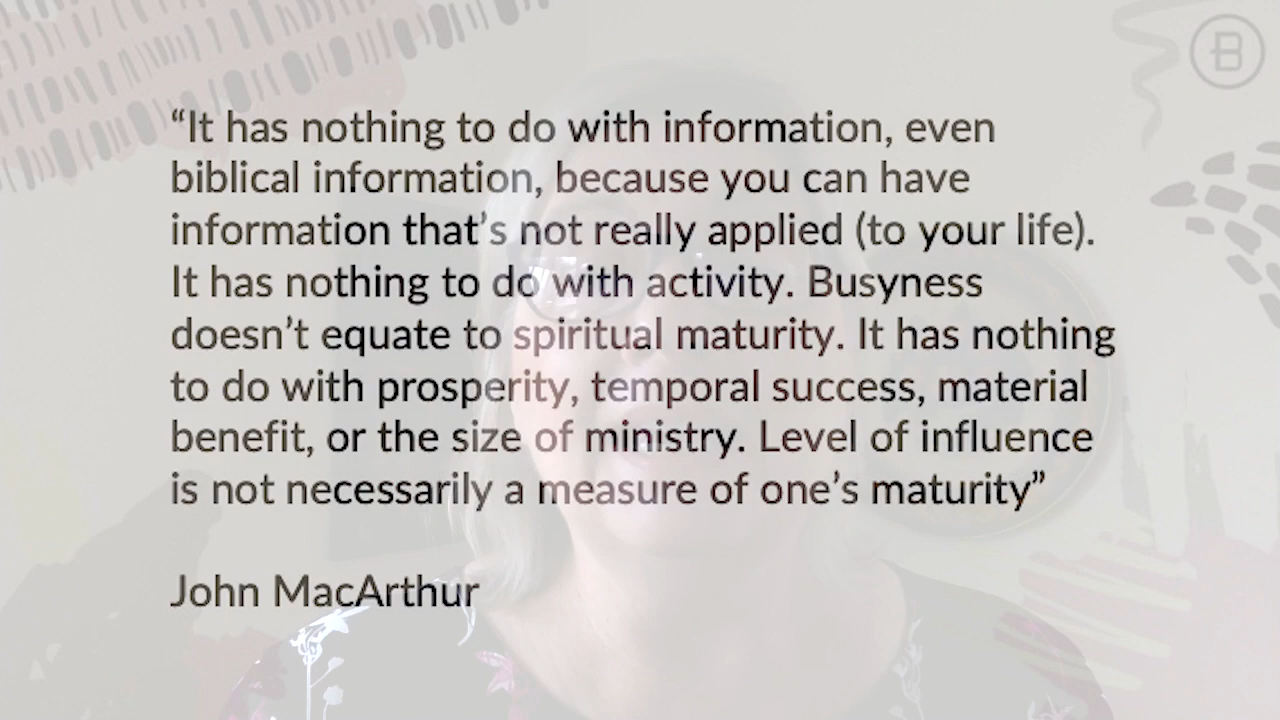 “It has nothing to do with information, even
biblical information, because you can have
information that’s not really applied (to your life).
It has nothing to do with activity. Busyness
doesn’t equate to spiritual maturity. It has nothing
to do with prosperity, temporal success, material
benefit, or the size of ministry. Level of influence
is not necessarily a measure of one’s maturity”
John MacArthur
B